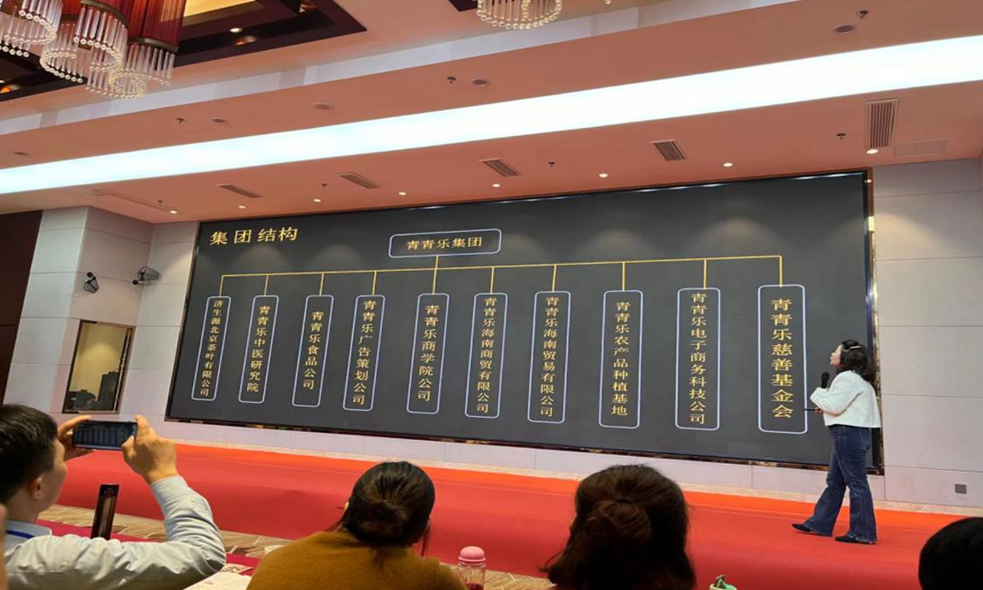 集团结构
青青乐集团
济生源北京茶叶有限公司
青青乐中医研究院
青青乐食品公司
青青乐广告策划公司
青青乐商学院公司
青青乐海南商贸有限公司
青青乐海南贸易有限公司
青青乐农产品种植基地
青青乐电子商务科技公司
青青乐慈善基金会